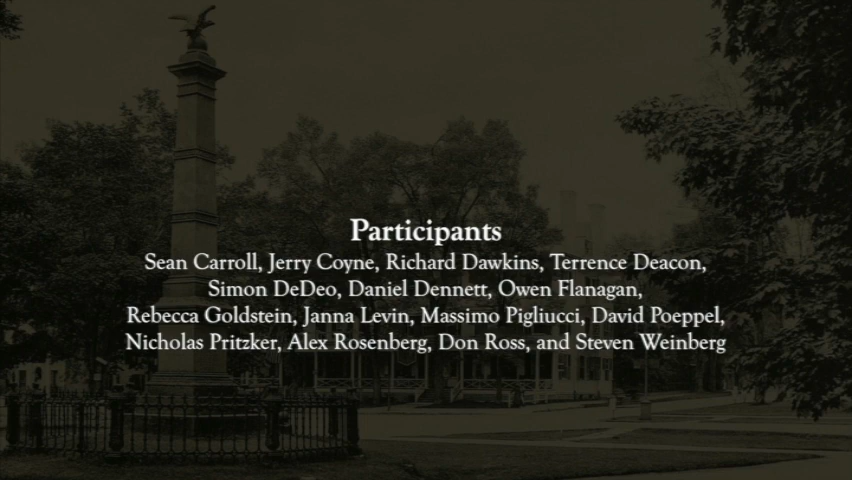 Participants
Sean Carroll, Jerry Coyne, Richard Dawkins, Terrence Deacon,
Simon DeDeo, Daniel Dennett, Owen Flanagan,
Rebecca Goldstein, Janna Levin, Massimo Pigliucci, David Poeppel,
Nicholas Pritzker, Alex Rosenberg, Don Ross, and Steven Weinberg